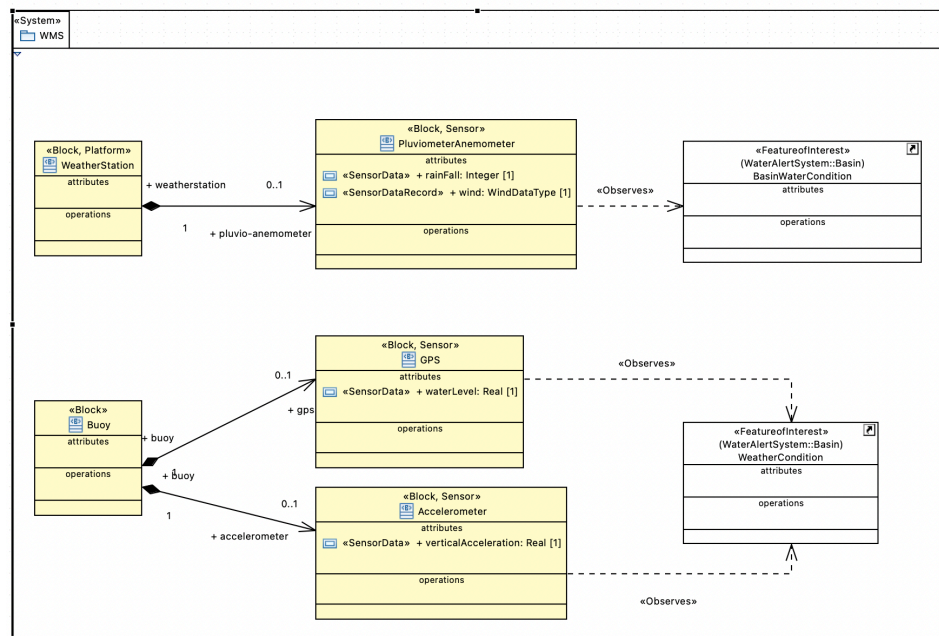 «System»
WMS
«Block, Platform»
WeatherStation
attributes
operations
+ weatherstation
0..1
1
+ pluvio-anemometer
«Block, Sensor»
PluviometerAnemometer
attributes
«SensorData» + rainFall: Integer [1]
«SensorDataRecord» + wind: WindDataType [1]
operations
«Observes»
«FeatureofInterest»
(WaterAlertSystem::Basin)
BasinWaterCondition
attributes
operations
«Block»
Buoy
attributes
operations
+ buoy
1
0..1
+ gps
+ buoy
1
0..1
+ accelerometer
«Block, Sensor»
GPS
attributes
«SensorData» + waterLevel: Real [1]
operations
«Block, Sensor»
Accelerometer
attributes
«SensorData» + verticalAcceleration: Real [1]
operations
«Observes»
«FeatureofInterest»
(WaterAlertSystem::Basin)
WeatherCondition
attributes
operations
«Observes»